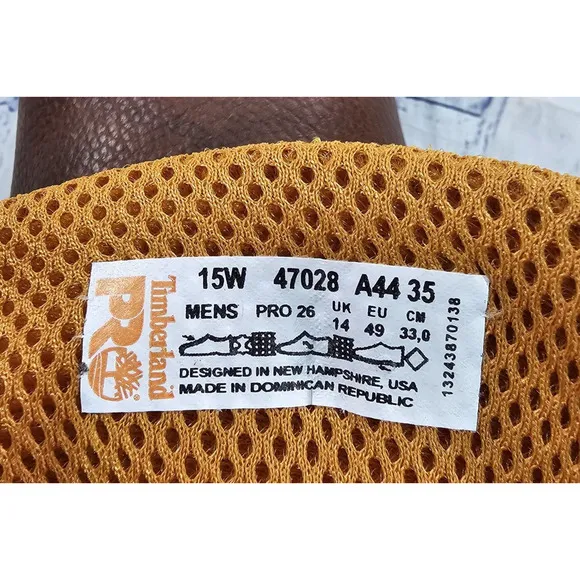 Timberland
PRO
®
15W 47028 A44 35
MENS PRO 26 UK EU CM
14 49 33,0
DESIGNED IN NEW HAMPSHIRE, USA
MADE IN DOMINICAN REPUBLIC
13243870138